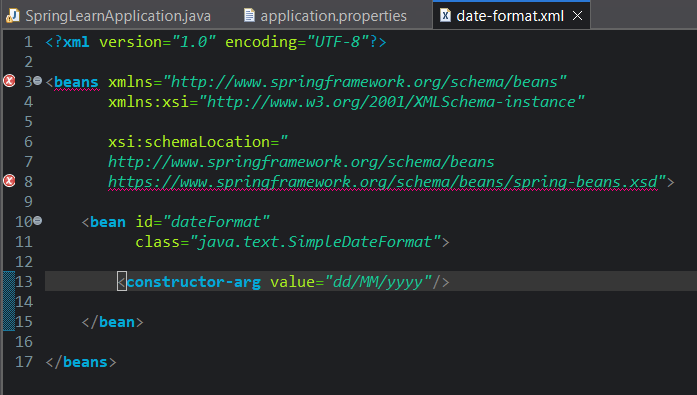 SpringLearnApplication.java application.properties date-format.xml
1 <?xml version="1.0" encoding="UTF-8"?>
2
3 <beans xmlns="http://www.springframework.org/schema/beans"
4 xmlns:xsi="http://www.w3.org/2001/XMLSchema-instance"
5
6 xsi:schemaLocation="
7 http://www.springframework.org/schema/beans
8 https://www.springframework.org/schema/beans/spring-beans.xsd">
9
10 <bean id="dateFormat"
11 class="java.text.SimpleDateFormat">
12
13 <constructor-arg value="dd/MM/yyyy"/>
14
15 </bean>
16
17 </beans>